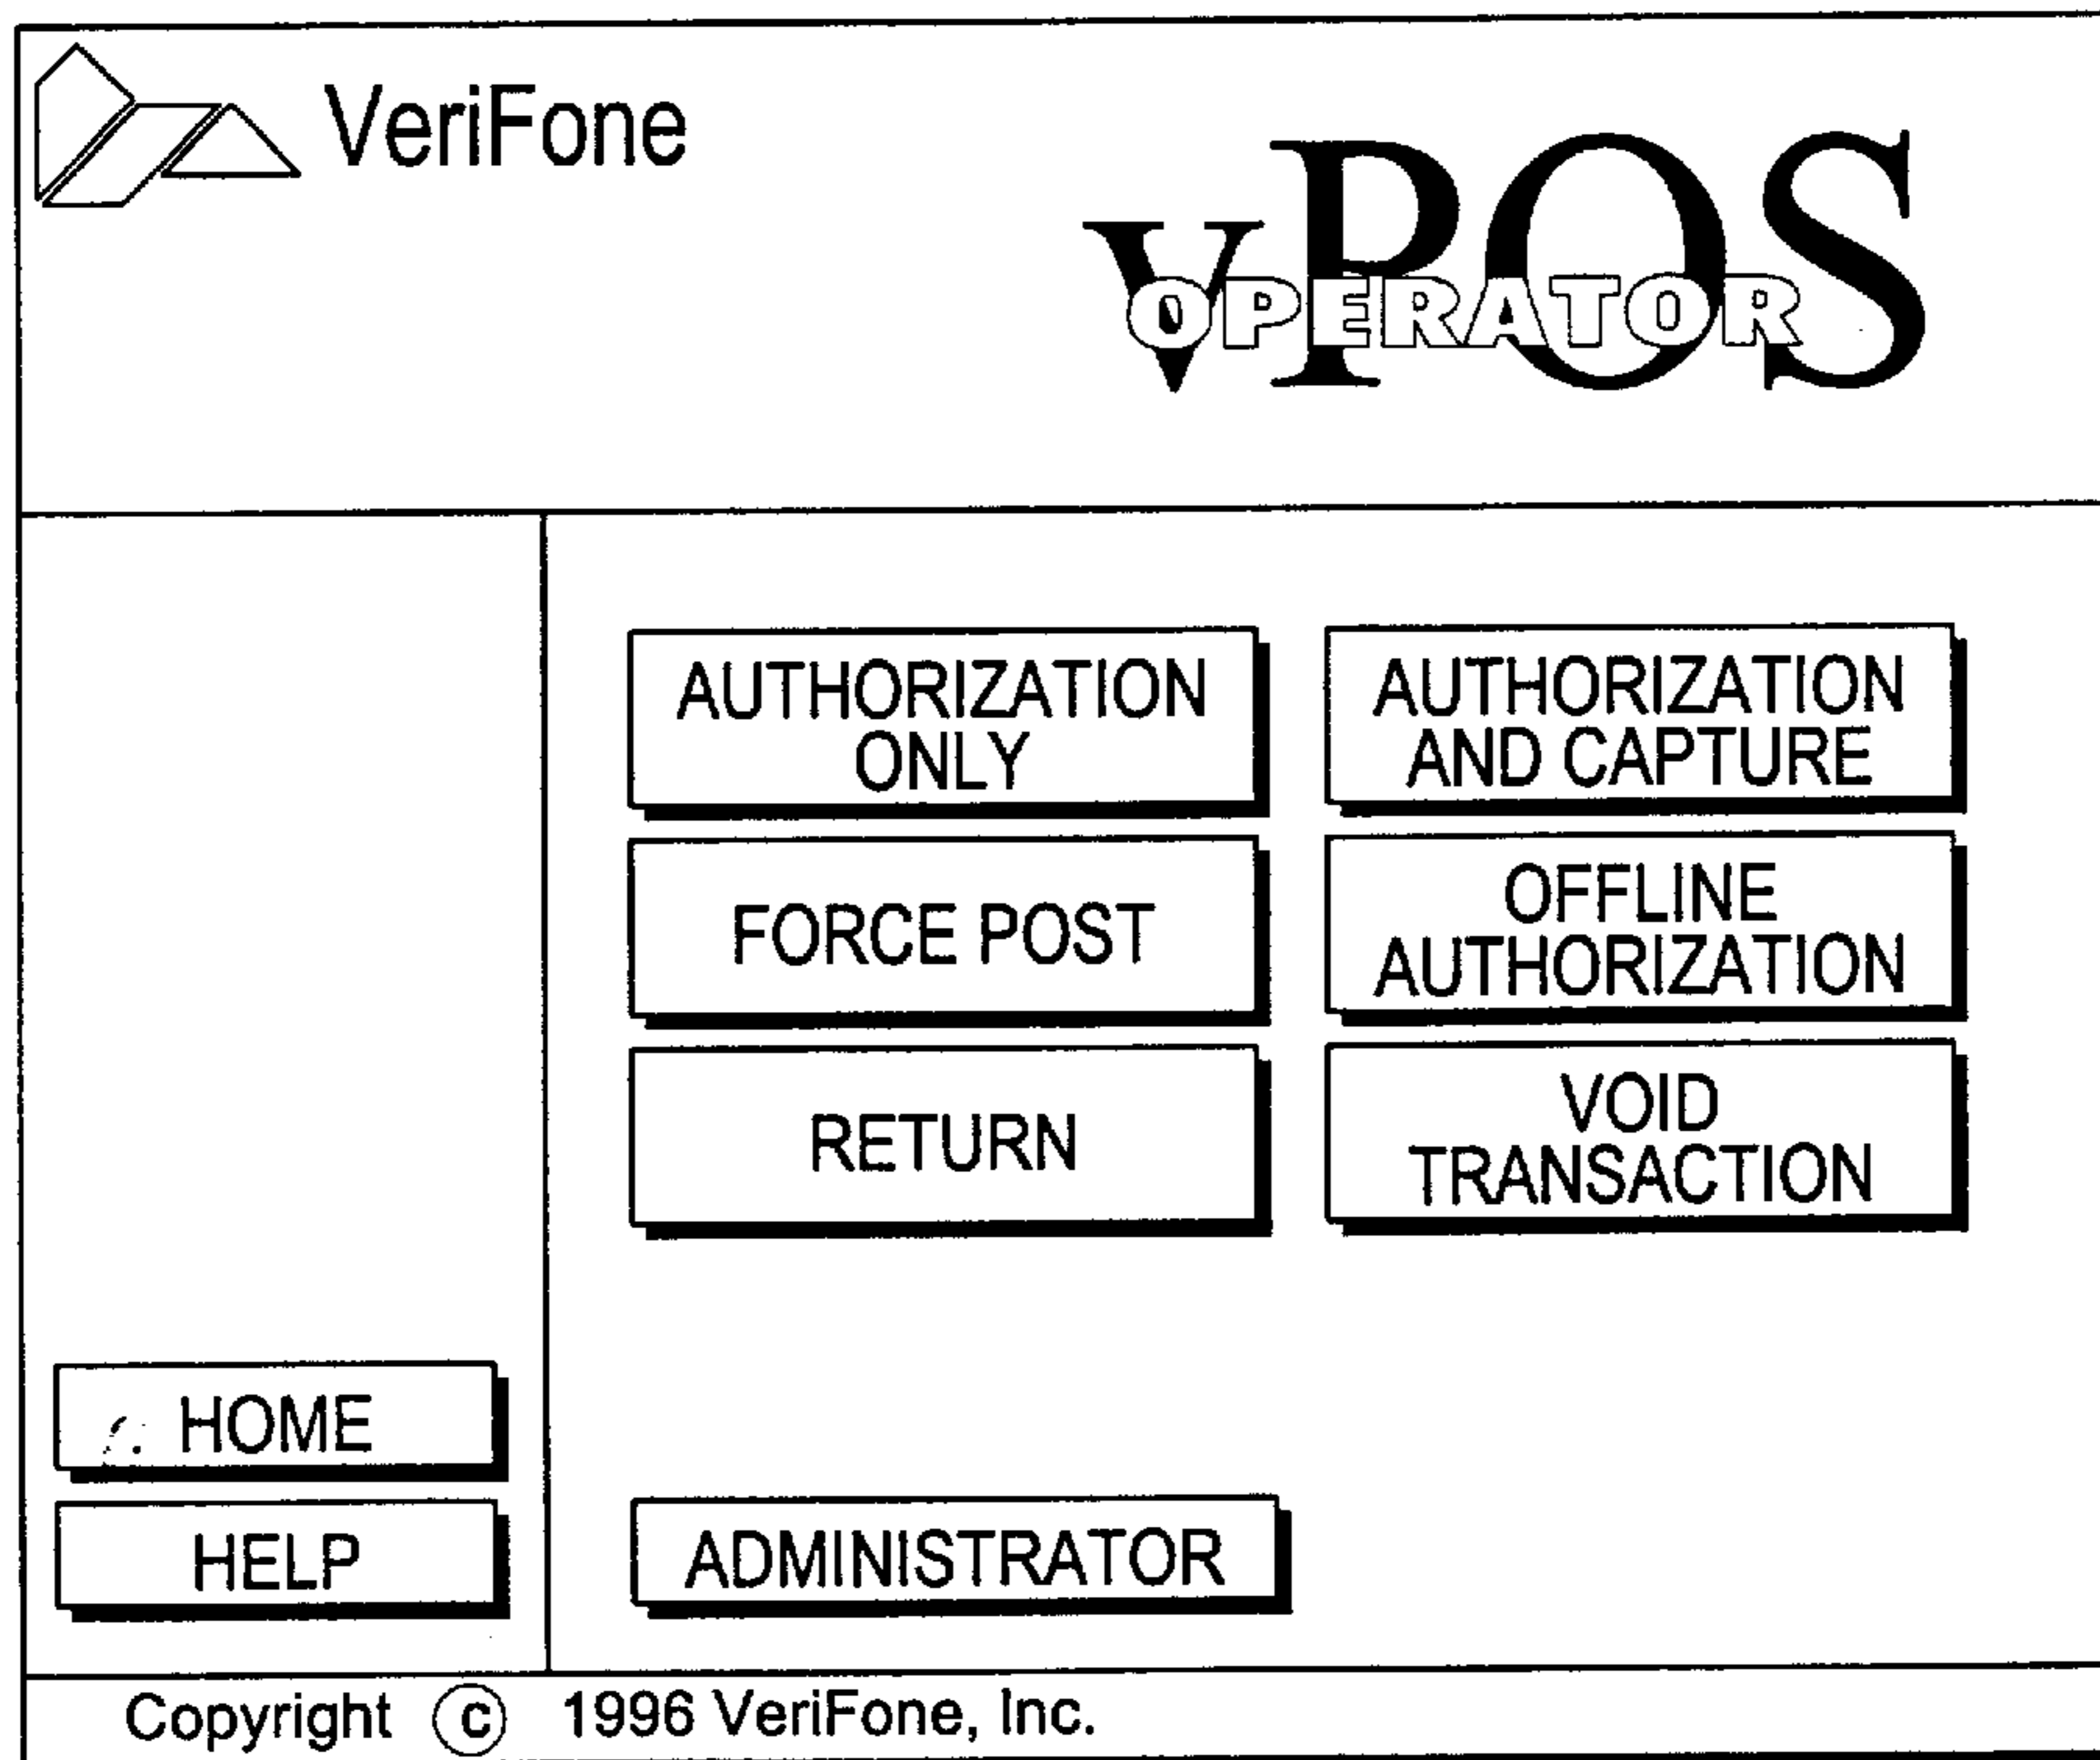 VeriFone
vPOS
OPERATOR
AUTHORIZATION
ONLY
AUTHORIZATION
AND CAPTURE
FORCE POST
OFFLINE
AUTHORIZATION
RETURN
VOID
TRANSACTION
HOME
HELP
ADMINISTRATOR
Copyright © 1996 VeriFone, Inc.